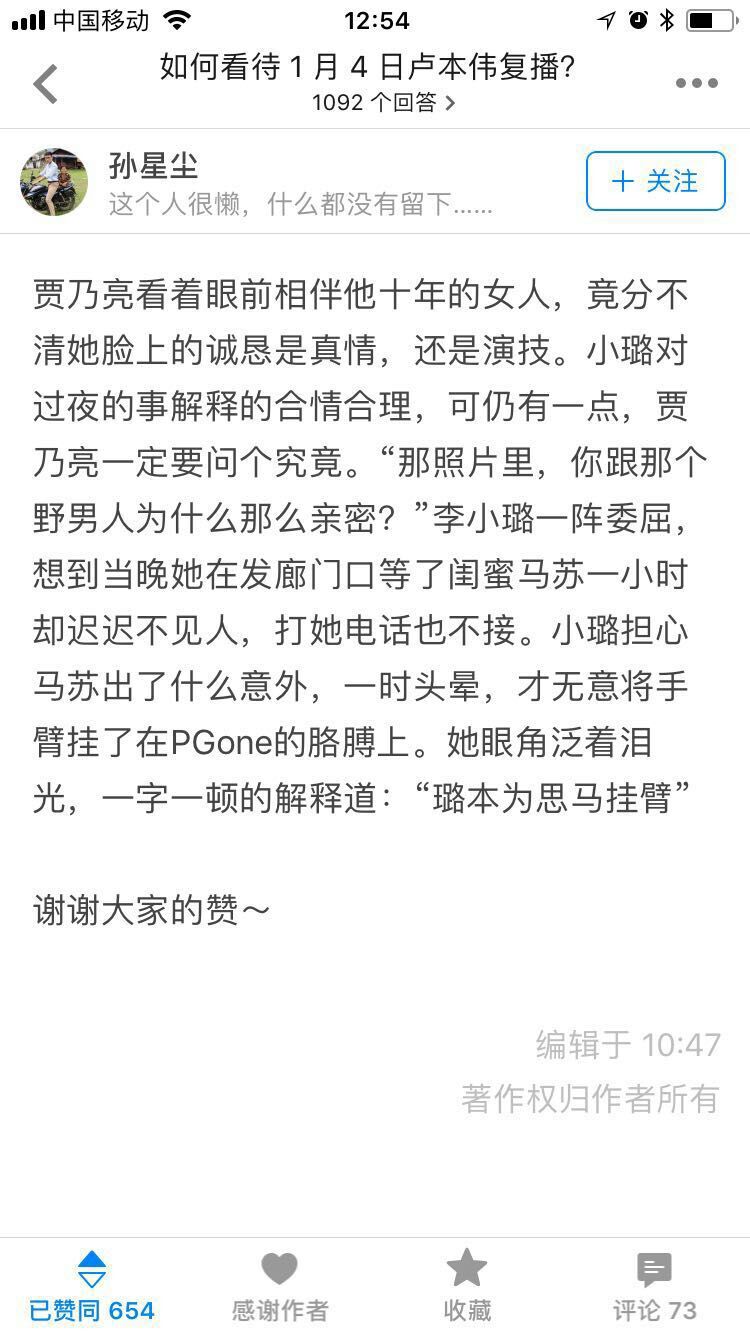 中国移动 12:54
如何看待 1 月 4 日卢本伟复播?
1092 个回答
孙星尘
这个人很懒，什么都没有留下……
关注
贾乃亮看着眼前相伴他十年的女人，竟分不
清她脸上的诚恳是真情，还是演技。小璐对
过夜的事解释的合情合理，可仍有一点，贾
乃亮一定要问个究竟。“那照片里，你跟那个
野男人为什么那么亲密？”李小璐一阵委屈，
想到当晚她在发廊门口等了闺蜜马苏一小时
却迟迟不见人，打她电话也不接。小璐担心
马苏出了什么意外，一时头晕，才无意将手
臂挂了在PGone的胳膊上。她眼角泛着泪
光，一字一顿的解释道：“璐本为思马挂臂”
谢谢大家的赞～
编辑于 10:47
著作权归作者所有
已赞同 654 感谢作者 收藏 评论 73